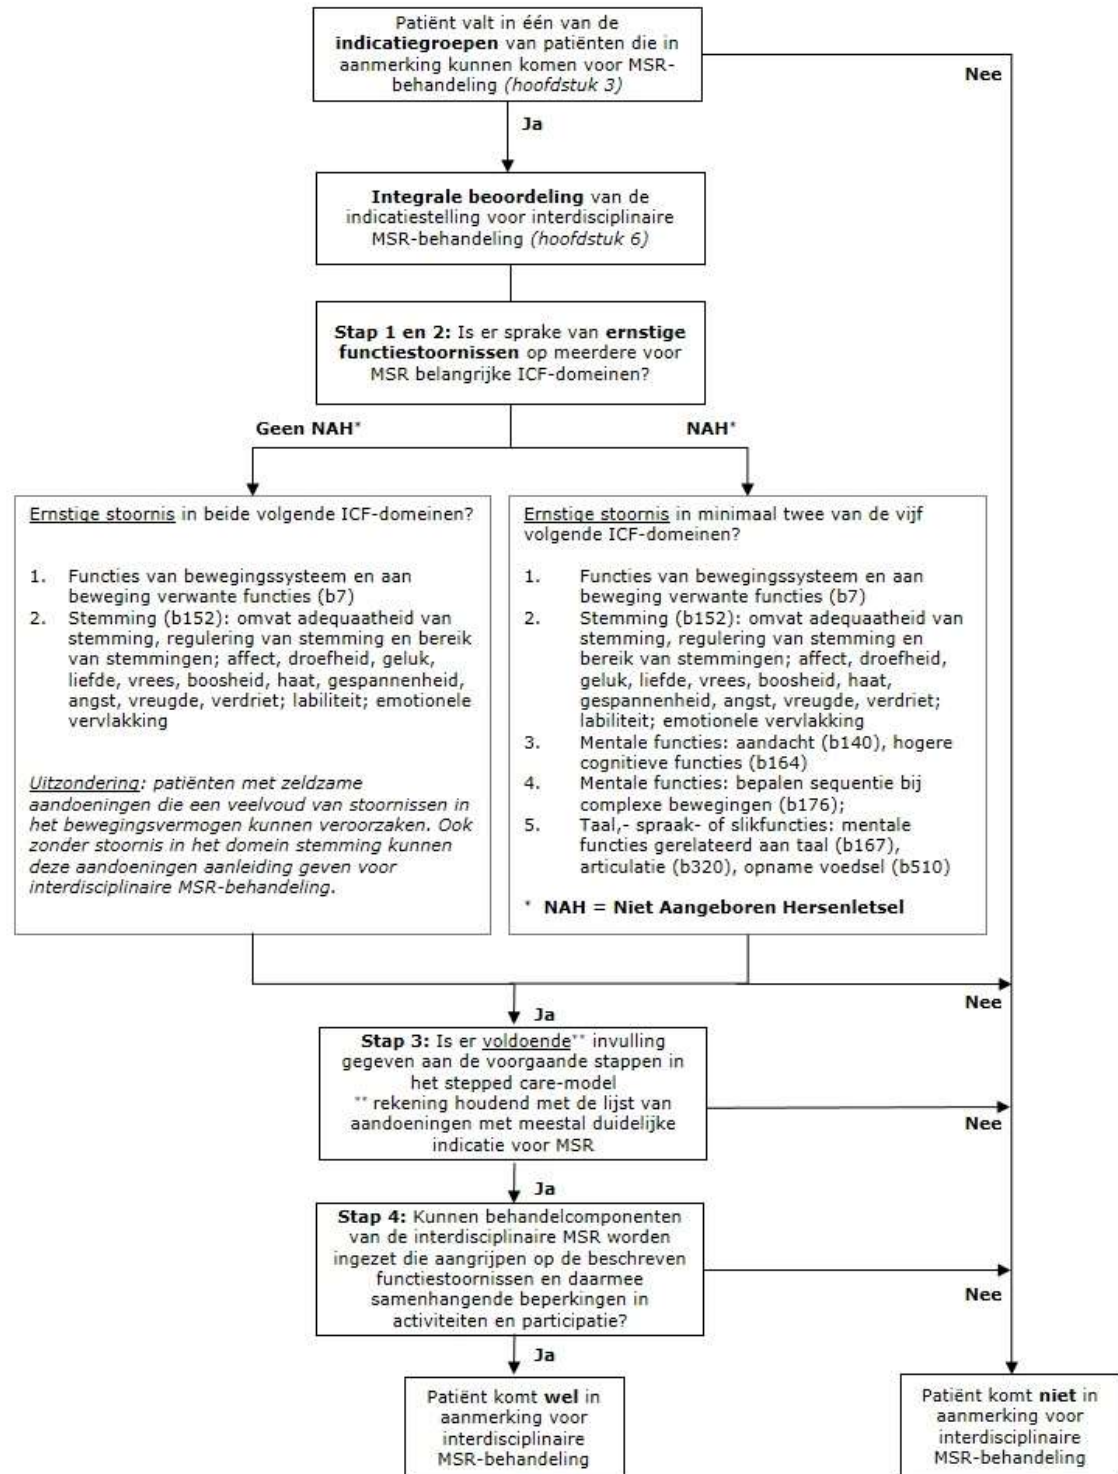 Patiënt valt in één van de
indicatiegroepen van patiënten die in
aanmerking kunnen komen voor MSR-
behandeling (hoofdstuk 3)
Nee
Ja
Integrale beoordeling van de
indicatiestelling voor interdisciplinaire
MSR-behandeling (hoofdstuk 6)
Stap 1 en 2: Is er sprake van ernstige
functiestoornissen op meerdere voor
MSR belangrijke ICF-domeinen?
Geen NAH*
NAH*
Ernstige stoornis in beide volgende ICF-domeinen?
1. Functies van bewegingssysteem en aan
beweging verwante functies (b7)
2. Stemming (b152): omvat adequaatheid van
stemming, regulering van stemming en bereik
van stemmingen; affect, droefheid, geluk,
liefde, vrees, boosheid, haat, gespannenheid,
angst, vreugde, verdriet; labiliteit; emotionele
vervlakking
Uitzondering: patiënten met zeldzame
aandoeningen die een veelvoud van stoornissen in
het bewegingsvermogen kunnen veroorzaken. Ook
zonder stoornis in het domein stemming kunnen
deze aandoeningen aanleiding geven voor
interdisciplinaire MSR-behandeling.
Ernstige stoornis in minimaal twee van de vijf
volgende ICF-domeinen?
1. Functies van bewegingssysteem en aan
beweging verwante functies (b7)
2. Stemming (b152): omvat adequaatheid van
stemming, regulering van stemming en
bereik van stemmingen; affect, droefheid,
geluk, liefde, vrees, boosheid, haat,
gespannenheid, angst, vreugde, verdriet;
labiliteit; emotionele vervlakking
3. Mentale functies: aandacht (b140), hogere
cognitieve functies (b164)
4. Mentale functies: bepalen sequentie bij
complexe bewegingen (b176);
5. Taal,- spraak- of slikfuncties: mentale
functies gerelateerd aan taal (b167),
articulatie (b320), opname voedsel (b510)
* NAH = Niet Aangeboren Hersenletsel
Nee
Ja
Stap 3: Is er voldoende** invulling
gegeven aan de voorgaande stappen in
het stepped care-model
** rekening houdend met de lijst van
aandoeningen met meestal duidelijke
indicatie voor MSR
Nee
Ja
Stap 4: Kunnen behandelcomponenten
van de interdisciplinaire MSR worden
ingezet die aangrijpen op de beschreven
functiestoornissen en daarmee
samenhangende beperkingen in
activiteiten en participatie?
Nee
Ja
Patiënt komt wel in
aanmerking voor
interdisciplinaire
MSR-behandeling
Patiënt komt niet in
aanmerking voor
interdisciplinaire
MSR-behandeling